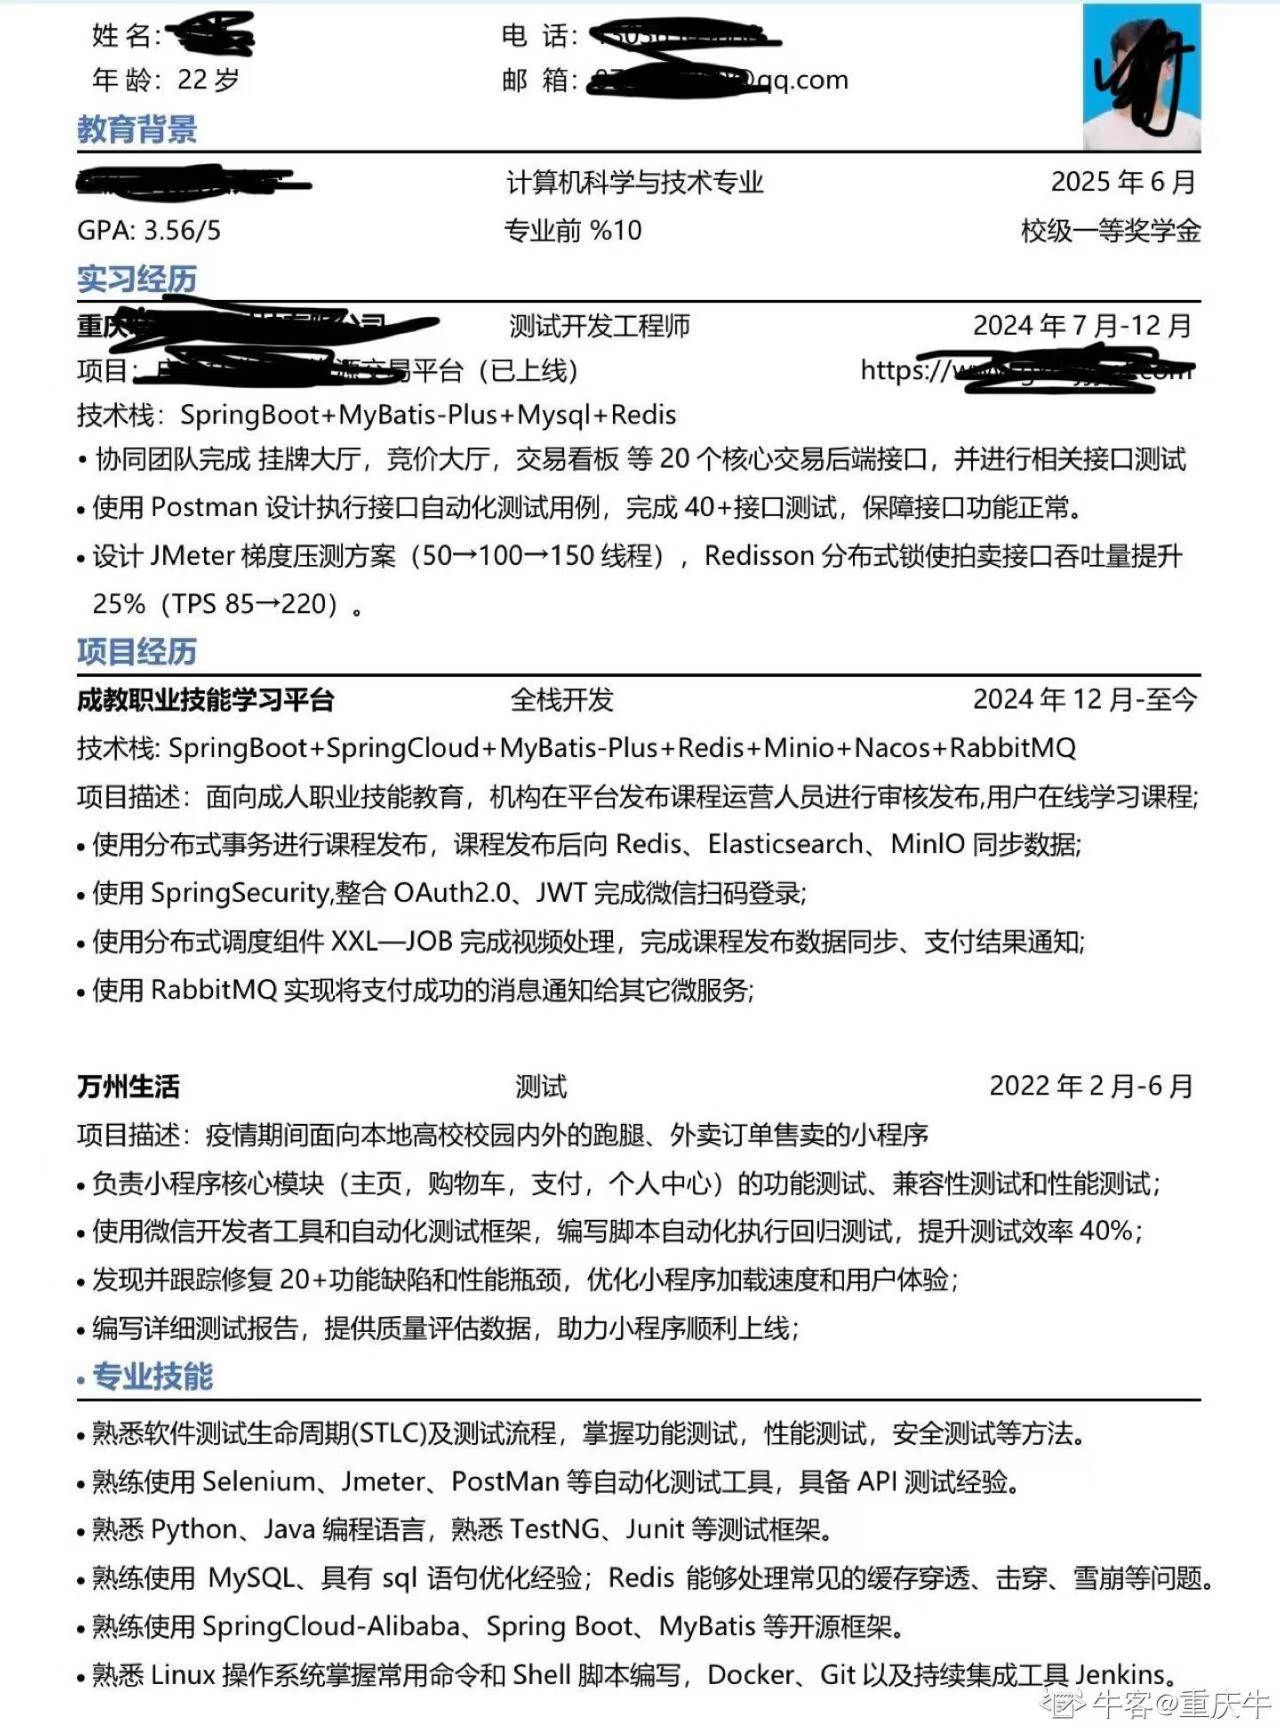 姓名：
电 话：
年龄：22 岁
邮 箱：@qq.com
教育背景
计算机科学与技术专业
2025 年 6 月
GPA: 3.56/5
专业前 %10
校级一等奖学金
实习经历
重庆
公司
测试开发工程师
2024 年 7 月-12 月
项目：
源交易平台（已上线）
https://
技术栈：SpringBoot+MyBatis-Plus+Mysql+Redis
• 协同团队完成 挂牌大厅，竞价大厅，交易看板 等 20 个核心交易后端接口，并进行相关接口测试
• 使用 Postman 设计执行接口自动化测试用例，完成 40+接口测试，保障接口功能正常。
• 设计 JMeter 梯度压测方案（50→100→150 线程），Redisson 分布式锁使拍卖接口吞吐量提升
25%（TPS 85→220）。
项目经历
成教职业技能学习平台
全栈开发
2024 年 12 月-至今
技术栈: SpringBoot+SpringCloud+MyBatis-Plus+Redis+Minio+Nacos+RabbitMQ
项目描述：面向成人职业技能教育，机构在平台发布课程运营人员进行审核发布,用户在线学习课程;
• 使用分布式事务进行课程发布，课程发布后向 Redis、Elasticsearch、MinIO 同步数据;
• 使用 SpringSecurity,整合 OAuth2.0、JWT 完成微信扫码登录;
• 使用分布式调度组件 XXL—JOB 完成视频处理，完成课程发布数据同步、支付结果通知;
• 使用 RabbitMQ 实现将支付成功的消息通知给其它微服务;
万州生活
测试
2022 年 2 月-6 月
项目描述：疫情期间面向本地高校校园内外的跑腿、外卖订单售卖的小程序
• 负责小程序核心模块（主页，购物车，支付，个人中心）的功能测试、兼容性测试和性能测试；
• 使用微信开发者工具和自动化测试框架，编写脚本自动化执行回归测试，提升测试效率 40%；
• 发现并跟踪修复 20+功能缺陷和性能瓶颈，优化小程序加载速度和用户体验；
• 编写详细测试报告，提供质量评估数据，助力小程序顺利上线；
• 专业技能
• 熟悉软件测试生命周期(STLC)及测试流程，掌握功能测试，性能测试，安全测试等方法。
• 熟练使用 Selenium、Jmeter、PostMan 等自动化测试工具，具备 API 测试经验。
• 熟悉 Python、Java 编程语言，熟悉 TestNG、Junit 等测试框架。
• 熟练使用 MySQL、具有 sql 语句优化经验；Redis 能够处理常见的缓存穿透、击穿、雪崩等问题。
• 熟练使用 SpringCloud-Alibaba、Spring Boot、MyBatis 等开源框架。
• 熟悉 Linux 操作系统掌握常用命令和 Shell 脚本编写，Docker、Git 以及持续集成工具 Jenkins。
牛客@重庆牛